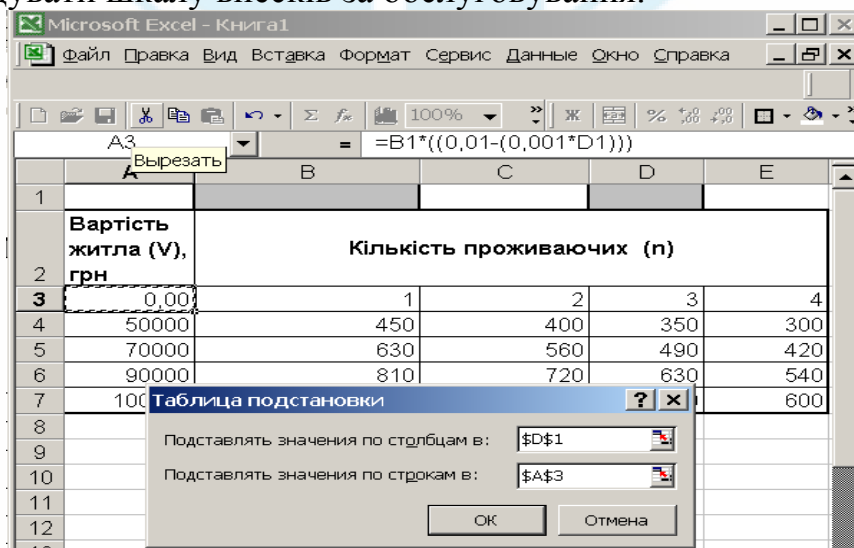 увати шкалу внесків за обслуговування.
Microsoft Excel - Книга1
Файл Правка Вид Вставка Формат Сервис Данные Окно Справка
100%
Ж % 
A3 = =B1*((0,01-(0,001*D1)))
Вырезать
A B C D E
1
Вартість
житла (V), Кількість проживаючих (n)
2 грн
3 0,00 1 2 3 4
4 50000 450 400 350 300
5 70000 630 560 490 420
6 90000 810 720 630 540
7 Таблица подстановки 600
8
Подставлять значения по столбцам в: $D$1
9
10 Подставлять значения по строкам в: $A$3
11
ОК Отмена
12